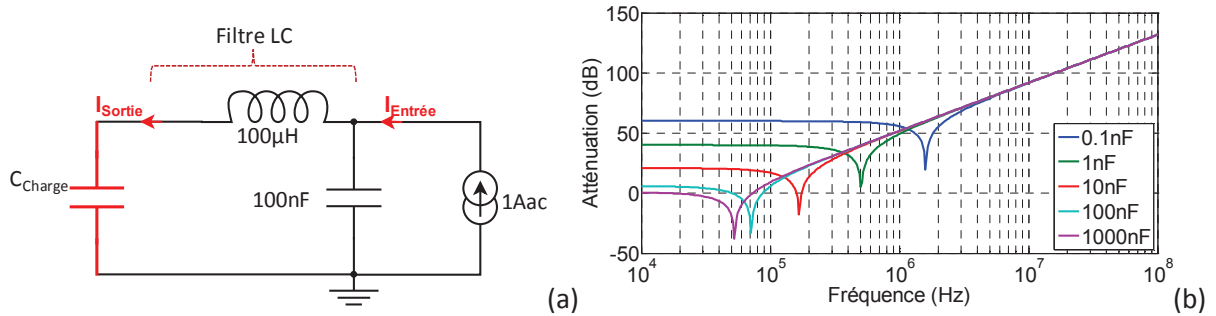 Filtre LC
I_Sortie
I_Entrée
100µH
C_Charge
100nF
1Aac
(a)
Atténuation (dB)
150
100
50
0
-50
10^4
10^5
10^6
10^7
10^8
Fréquence (Hz)
0.1nF
1nF
10nF
100nF
1000nF
(b)